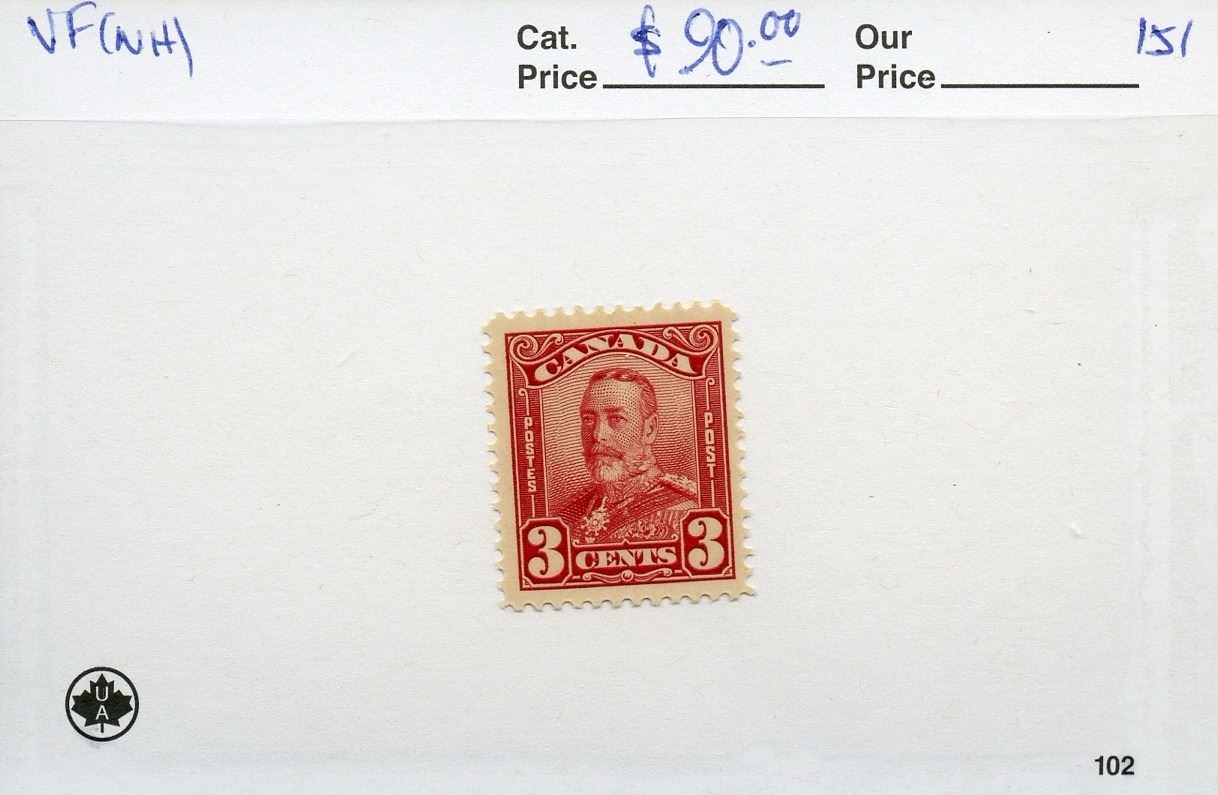 VF(NH)
Cat. Price $90.00
Our Price
151
CANADA
POSTES
POST
3 CENTS 3
UA
102